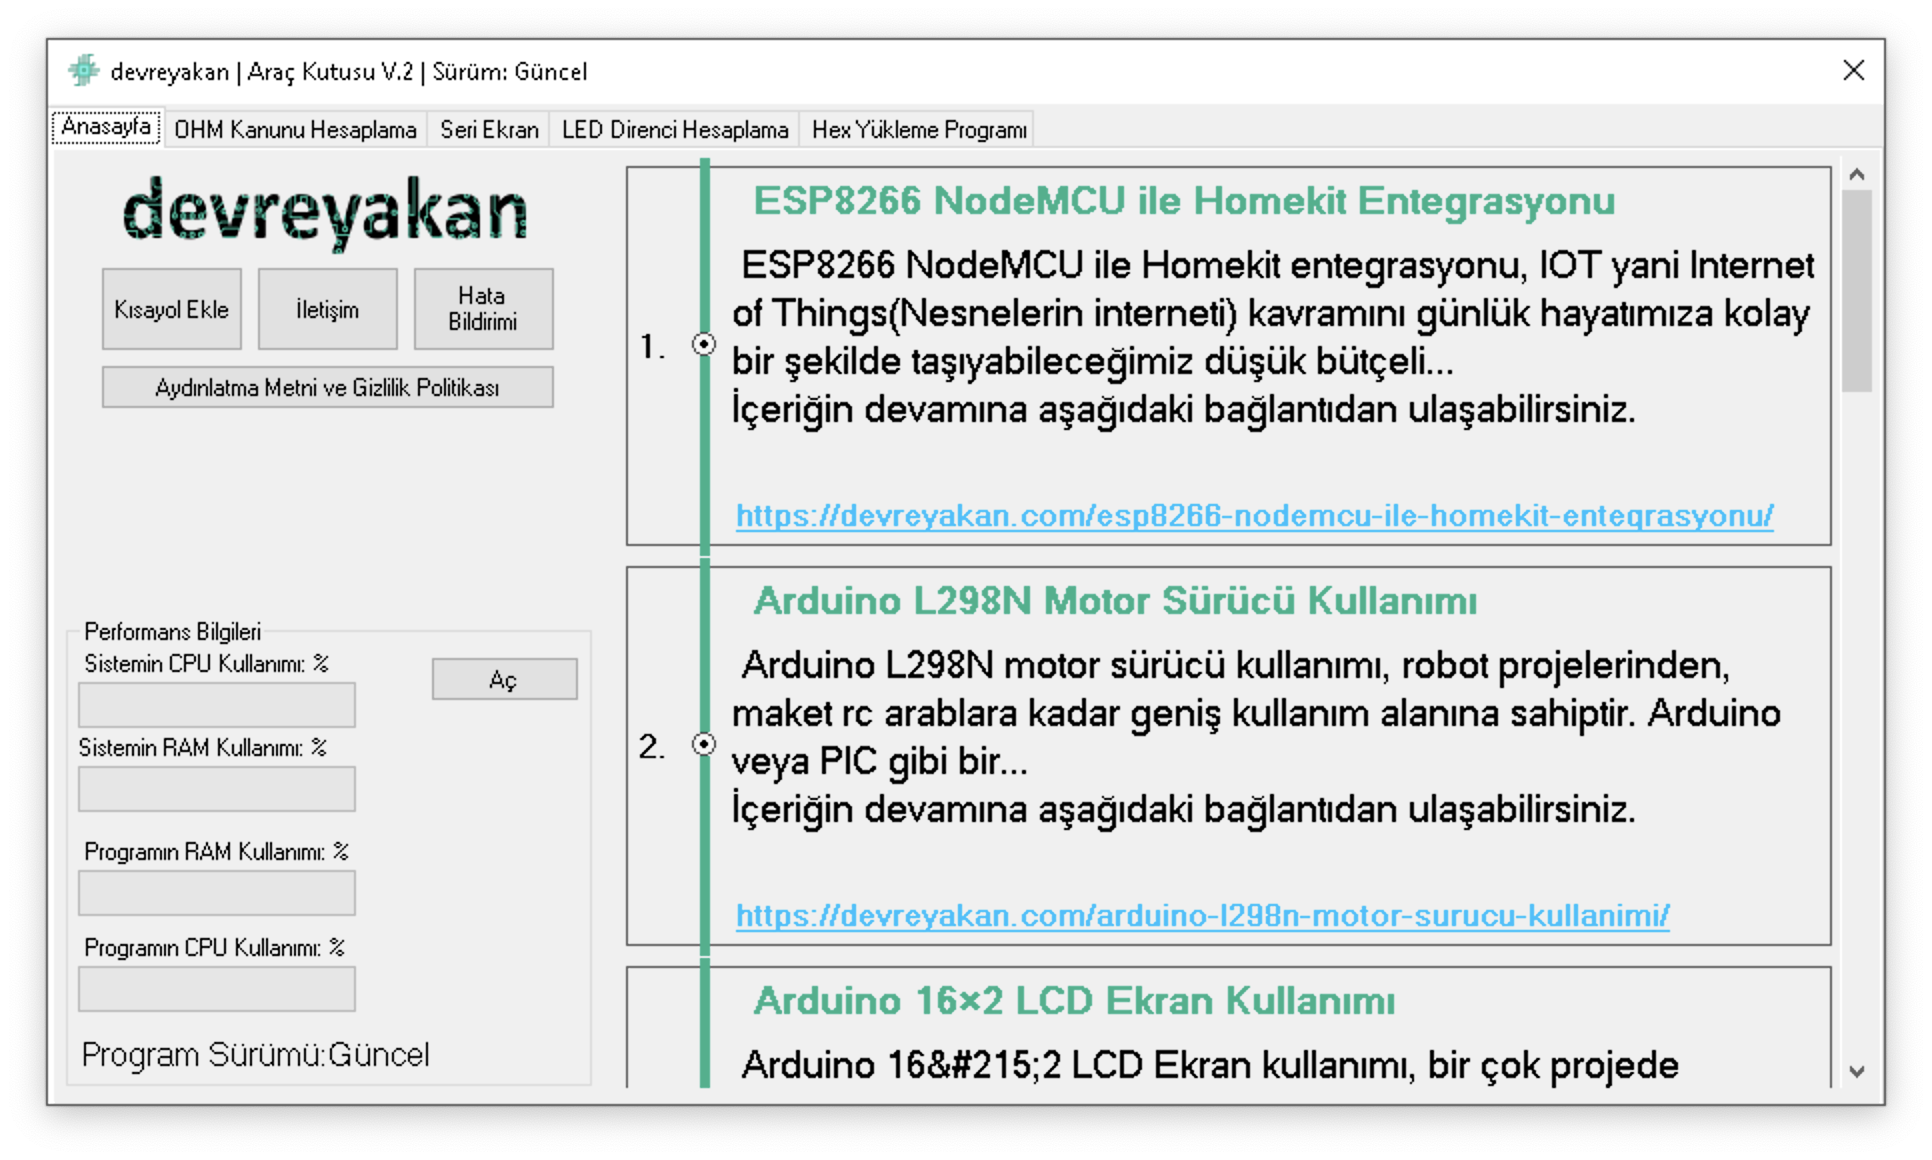 devreyakan | Araç Kutusu V.2 | Sürüm: Güncel
Anasayfa
OHM Kanunu Hesaplama
Seri Ekran
LED Direnci Hesaplama
Hex Yükleme Programı
devreyakan
Kısayol Ekle
İletişim
Hata
Bildirimi
Aydınlatma Metni ve Gizlilik Politikası
Performans Bilgileri
Sistemin CPU Kullanımı: %
Aç
Sistemin RAM Kullanımı: %
Programın RAM Kullanımı: %
Programın CPU Kullanımı: %
Program Sürümü:Güncel
1.
ESP8266 NodeMCU ile Homekit Entegrasyonu
ESP8266 NodeMCU ile Homekit entegrasyonu, IOT yani Internet
of Things(Nesnelerin interneti) kavramını günlük hayatımıza kolay
bir şekilde taşıyabileceğimiz düşük bütçeli...
İçeriğin devamına aşağıdaki bağlantıdan ulaşabilirsiniz.
https://devreyakan.com/esp8266-nodemcu-ile-homekit-entegrasyonu/
2.
Arduino L298N Motor Sürücü Kullanımı
Arduino L298N motor sürücü kullanımı, robot projelerinden,
maket rc arablara kadar geniş kullanım alanına sahiptir. Arduino
veya PIC gibi bir...
İçeriğin devamına aşağıdaki bağlantıdan ulaşabilirsiniz.
https://devreyakan.com/arduino-l298n-motor-surucu-kullanimi/
Arduino 16×2 LCD Ekran Kullanımı
Arduino 16&#215;2 LCD Ekran kullanımı, bir çok projede